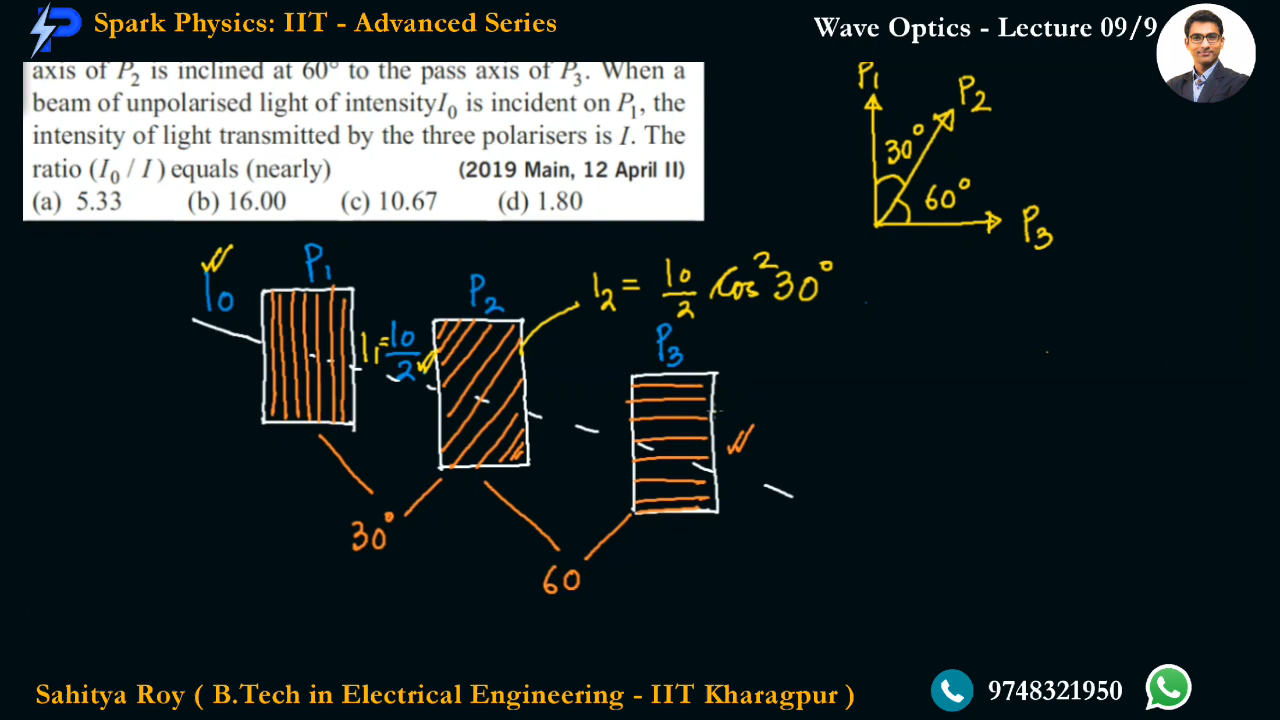 Spark Physics: IIT - Advanced Series
Wave Optics - Lecture 09/9
axis of P₂ is inclined at 60° to the pass axis of P₃. When a
beam of unpolarised light of intensity I₀ is incident on P₁, the
intensity of light transmitted by the three polarisers is I. The
ratio (I₀ / I) equals (nearly)
(2019 Main, 12 April II)
(a) 5.33 (b) 16.00 (c) 10.67 (d) 1.80
P₁
P₂
30°
60°
P₃
I₀
P₁
I₁ = I₀/2
P₂
I₂ = I₀/2 Cos² 30°
P₃
30°
60
Sahitya Roy ( B.Tech in Electrical Engineering - IIT Kharagpur )
9748321950